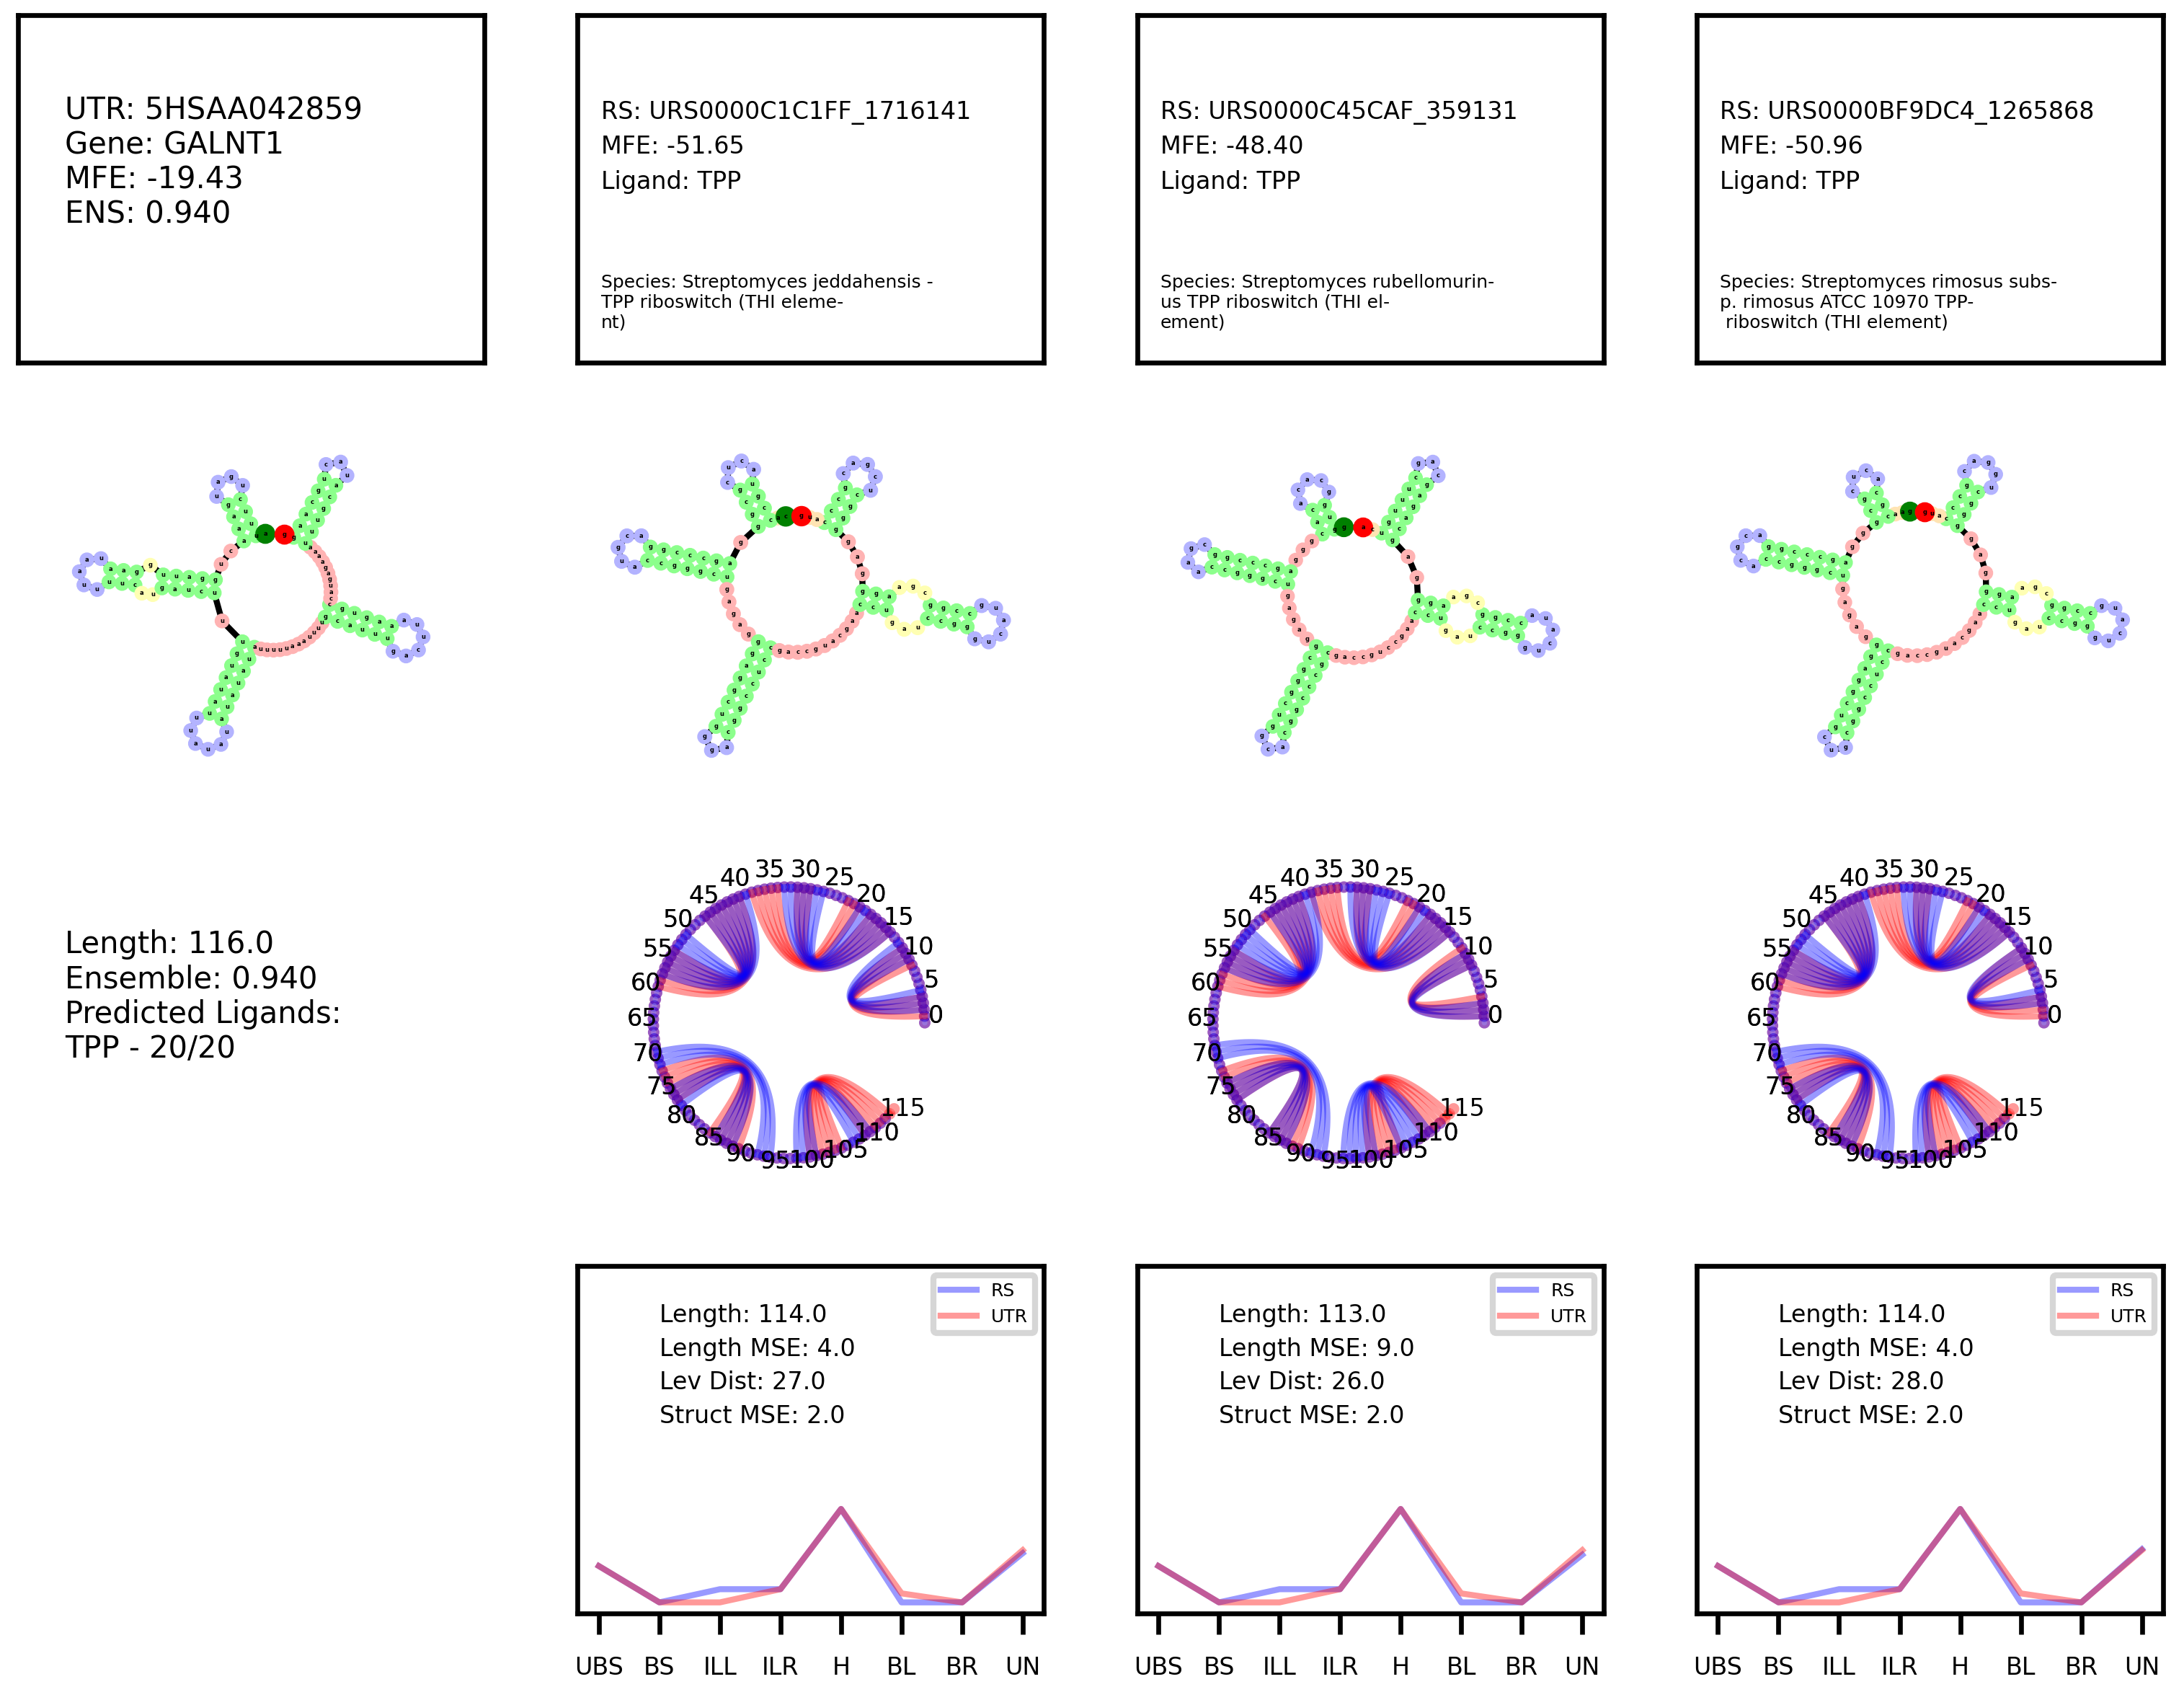 UTR: 5HSAA042859
Gene: GALNT1
MFE: -19.43
ENS: 0.940
RS: URS0000C1C1FF_1716141
MFE: -51.65
Ligand: TPP
Species: Streptomyces jeddahensis -
TPP riboswitch (THI eleme-
nt)
RS: URS0000C45CAF_359131
MFE: -48.40
Ligand: TPP
Species: Streptomyces rubellomurin-
us TPP riboswitch (THI el-
ement)
RS: URS0000BF9DC4_1265868
MFE: -50.96
Ligand: TPP
Species: Streptomyces rimosus subs-
p. rimosus ATCC 10970 TPP-
riboswitch (THI element)
Length: 116.0
Ensemble: 0.940
Predicted Ligands:
TPP - 20/20
0 5 10 15 20 25 30 35 40 45 50 55 60 65 70 75 80 85 90 95 100 105 110 115
0 5 10 15 20 25 30 35 40 45 50 55 60 65 70 75 80 85 90 95 100 105 110 115
0 5 10 15 20 25 30 35 40 45 50 55 60 65 70 75 80 85 90 95 100 105 110 115
RS
UTR
Length: 114.0
Length MSE: 4.0
Lev Dist: 27.0
Struct MSE: 2.0
UBS BS ILL ILR H BL BR UN
RS
UTR
Length: 113.0
Length MSE: 9.0
Lev Dist: 26.0
Struct MSE: 2.0
UBS BS ILL ILR H BL BR UN
RS
UTR
Length: 114.0
Length MSE: 4.0
Lev Dist: 28.0
Struct MSE: 2.0
UBS BS ILL ILR H BL BR UN